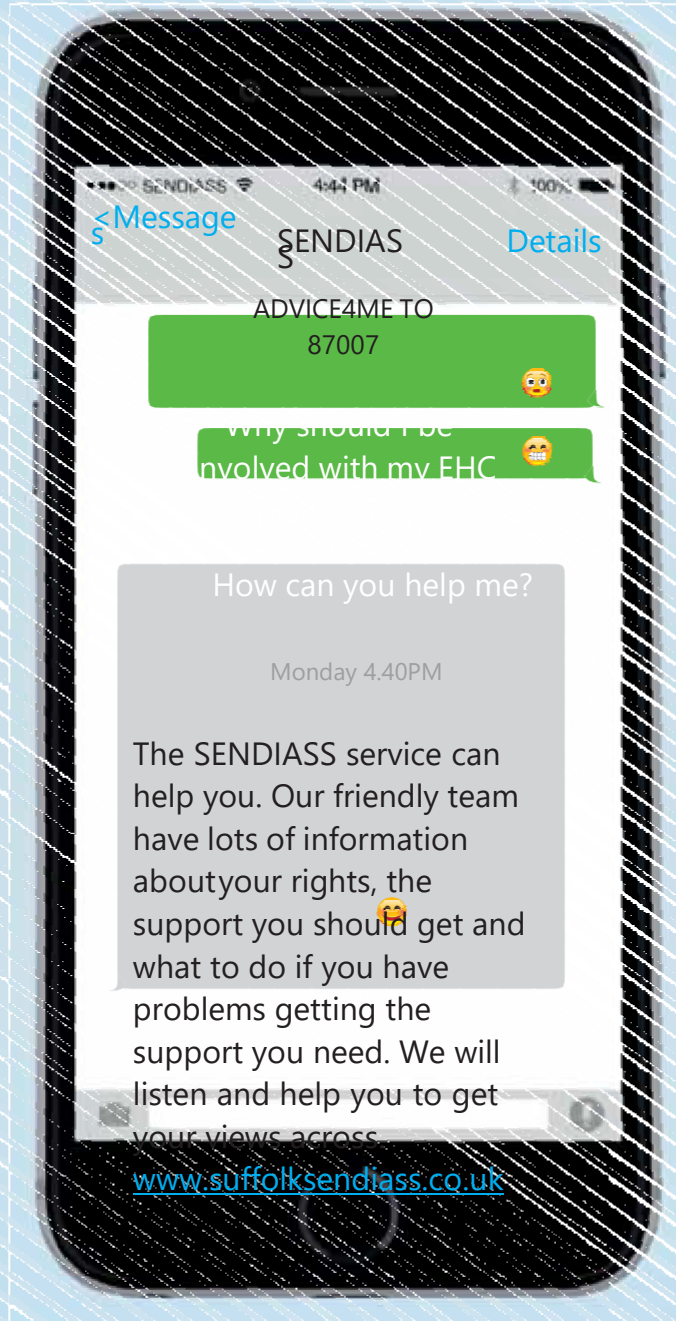 SENDIASS 4:44 PM 100%
<Message
s
SENDIAS
S
Details
ADVICE4ME TO
87007
Why should I be
nvolved with my EHC
How can you help me?
Monday 4.40PM
The SENDIASS service can
help you. Our friendly team
have lots of information
aboutyour rights, the
support you should get and
what to do if you have
problems getting the
support you need. We will
listen and help you to get
your views across.
www.suffolksendiass.co.uk